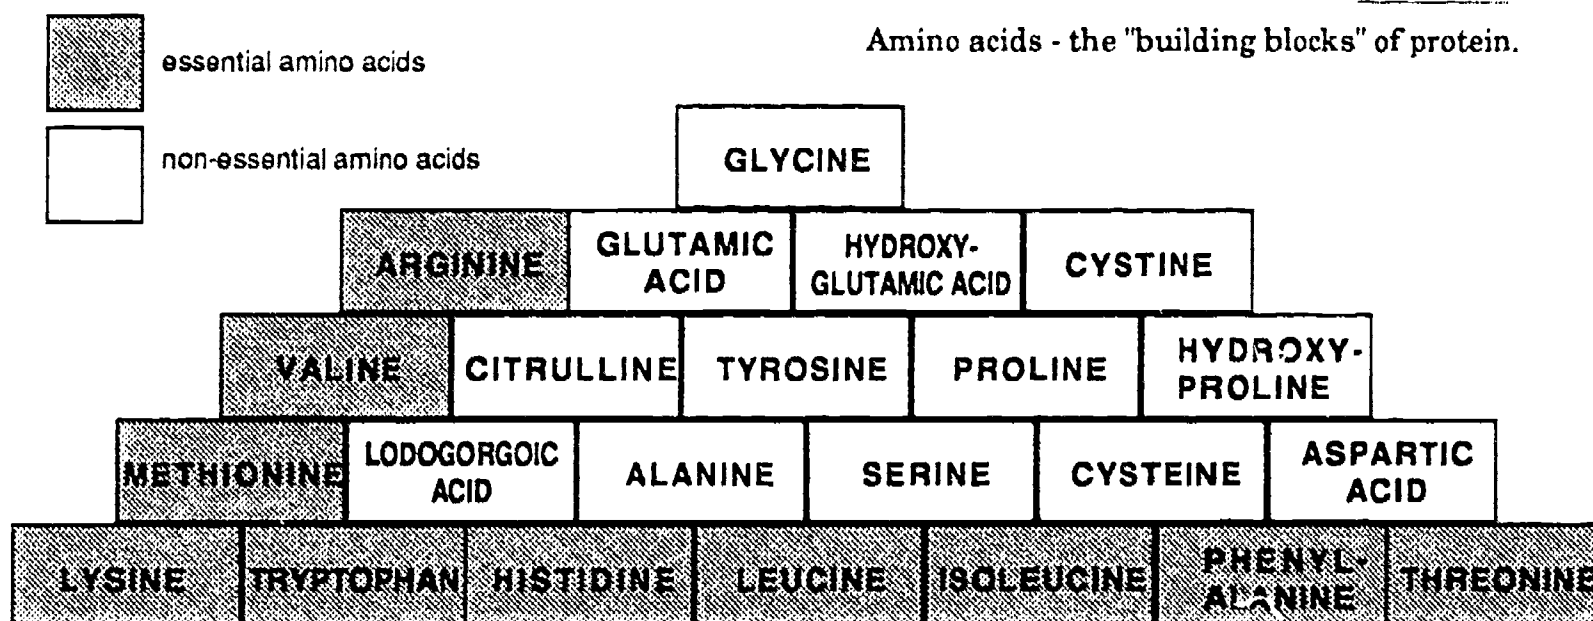 essential amino acids
Amino acids - the "building blocks" of protein.
non-essential amino acids
GLYCINE
ARGININE
GLUTAMIC
ACID
HYDROXY-
GLUTAMIC ACID
CYSTINE
VALINE
CITRULLINE
TYROSINE
PROLINE
HYDROXY-
PROLINE
METHIONINE
LODOGORGOIC
ACID
ALANINE
SERINE
CYSTEINE
ASPARTIC
ACID
LYSINE
TRYPTOPHAN
HISTIDINE
LEUCINE
ISOLEUCINE
PHENYL-
ALANINE
THREONINE